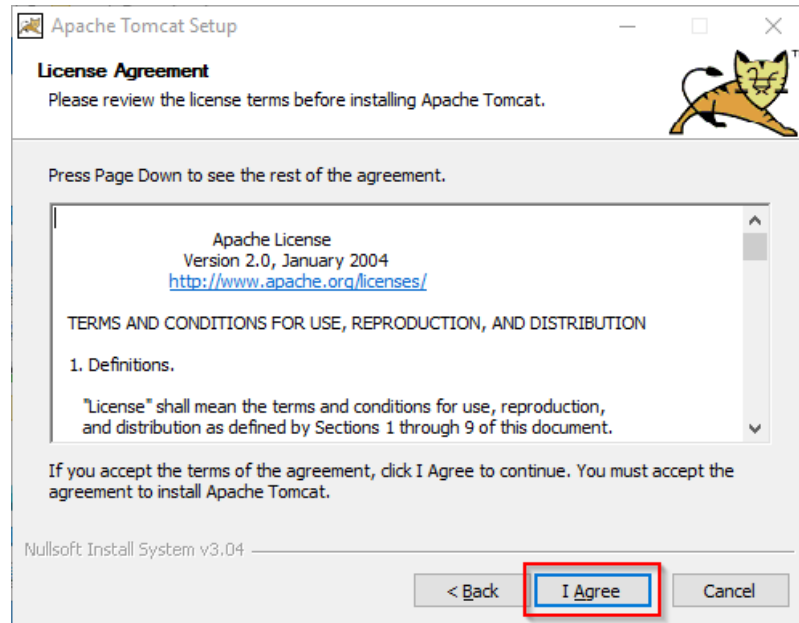 Apache Tomcat Setup
License Agreement
Please review the license terms before installing Apache Tomcat.
Press Page Down to see the rest of the agreement.
Apache License
Version 2.0, January 2004
http://www.apache.org/licenses/
TERMS AND CONDITIONS FOR USE, REPRODUCTION, AND DISTRIBUTION
1. Definitions.
"License" shall mean the terms and conditions for use, reproduction,
and distribution as defined by Sections 1 through 9 of this document.
If you accept the terms of the agreement, click I Agree to continue. You must accept the
agreement to install Apache Tomcat.
Nullsoft Install System v3.04
< Back
I Agree
Cancel